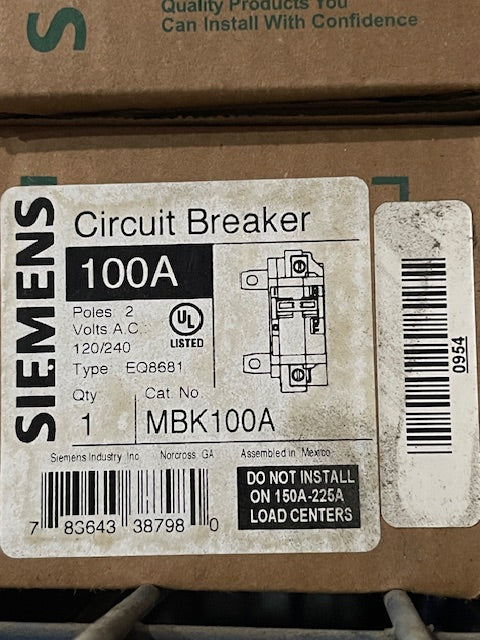 Quality Products You
Can Install With Confidence
S
SIEMENS
Circuit Breaker
100A
Poles 2
Volts A.C.:
120/240
Type EQ8681
UL
LISTED
Qty
1
Cat. No
MBK100A
Siemens Industry, Inc. Norcross, GA Assembled in Mexico
7 83643 38798 0
DO NOT INSTALL
ON 150A-225A
LOAD CENTERS
0954